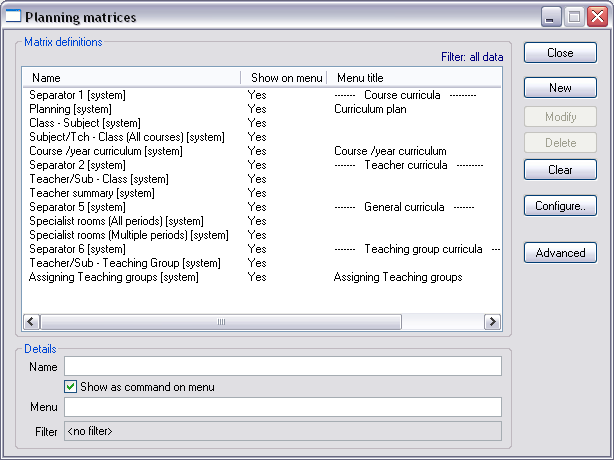 Planning matrices
Matrix definitions
Filter: all data
Name Show on menu Menu title
Separator 1 [system] Yes ------- Course curricula ---------
Planning [system] Yes Curriculum plan
Class - Subject [system] Yes
Subject/Tch - Class (All courses) [system] Yes
Course /year curriculum [system] Yes Course /year curriculum
Separator 2 [system] Yes ------- Teacher curricula ---------
Teacher/Sub - Class [system] Yes
Teacher summary [system] Yes
Separator 5 [system] Yes ------- General curricula -------
Specialist rooms (All periods) [system] Yes
Specialist rooms (Multiple periods) [system] Yes
Separator 6 [system] Yes ------- Teaching group curricula ---
Teacher/Sub - Teaching Group [system] Yes
Assigning Teaching groups [system] Yes Assigning Teaching groups
Close
New
Modify
Delete
Clear
Configure..
Advanced
Details
Name
Show as command on menu
Menu
Filter <no filter>